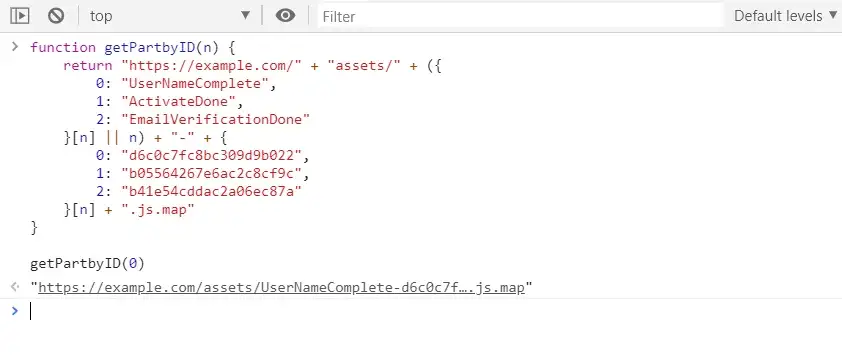 top
Filter
Default levels
function getPartbyID(n) {
    return "https://example.com/" + "assets/" + ({
        0: "UserNameComplete",
        1: "ActivateDone",
        2: "EmailVerificationDone"
    }[n] || n) + "-" + {
        0: "d6c0c7fc8bc309d9b022",
        1: "b05564267e6ac2c8cf9c",
        2: "b41e54cddac2a06ec87a"
    }[n] + ".js.map"
}
getPartbyID(0)
"https://example.com/assets/UserNameComplete-d6c0c7f….js.map"